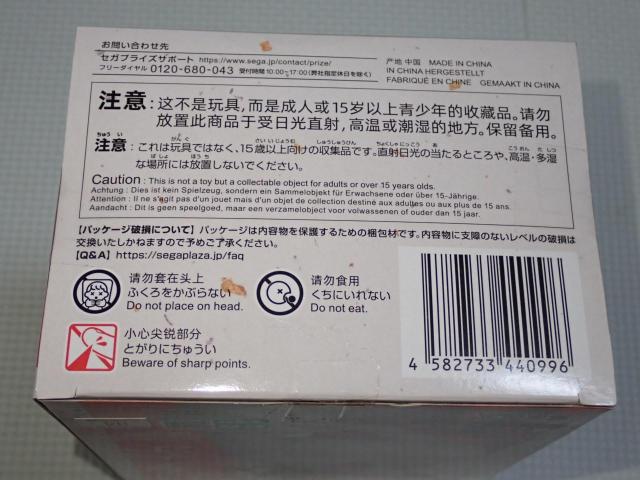 お問い合わせ先
セガプライズサポート https://www.sega.jp/contact/prize/
フリーダイヤル 0120-680-043 受付時間10:00~17:00(弊社指定休日を除く)
产地 中国 MADE IN CHINA
IN CHINA HERGESTELLT
FABRIQUÉ EN CHINE GEMAAKT IN CHINA
注意:这不是玩具,而是成人或15岁以上青少年的收藏品。请勿
放置此商品于受日光直射,高温或潮湿的地方。保留备用。
注意:これは玩具ではなく、15歳以上向けの収集品です。直射日光の当たるところや、高温・多湿
な場所には放置しないでください。
Caution : This is not a toy but a collectable object for adults or over 15 years olds.
Achtung : Dies ist kein Spielzeug, sondern ein Sammelobjekt für Erwachsene oder über 15-Jährige.
Attention : Il ne s'agit pas d'un jouet mais d'un objet de collection destiné aux adultes ou aux plus de 15 ans.
Aandacht : Dit is geen speelgoed, maar een verzamelobject voor volwassenen of ouder dan 15 jaar.
【パッケージ破損について】パッケージは内容物を保護するための梱包材です。内容物に支障のないレベルの破損は
交換いたしかねますので予めご了承ください。
【Q&A】https://segaplaza.jp/faq
请勿套在头上
ふくろをかぶらない
Do not place on head.
请勿食用
くちにいれない
Do not eat.
小心尖锐部分
とがりにちゅうい
Beware of sharp points.
4 582733 440996